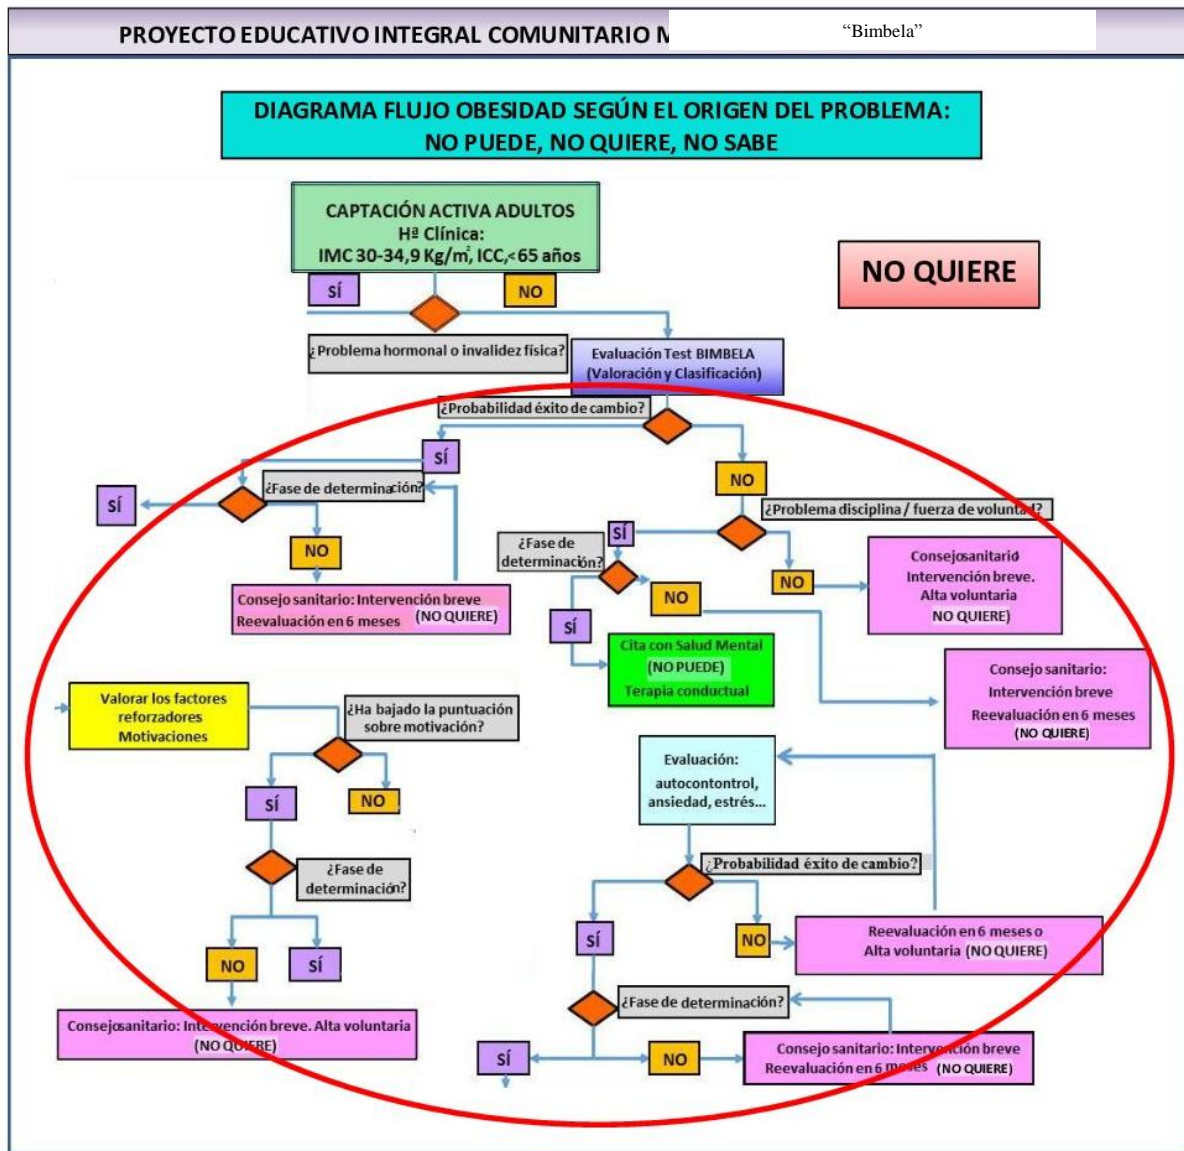 PROYECTO EDUCATIVO INTEGRAL COMUNITARIO
“Bimbela”
DIAGRAMA FLUJO OBESIDAD SEGÚN EL ORIGEN DEL PROBLEMA:
NO PUEDE, NO QUIERE, NO SABE
CAPTACIÓN ACTIVA ADULTOS
Hª Clínica:
IMC 30-34,9 Kg/m², ICC,<65 años
NO QUIERE
SÍ
NO
¿Problema hormonal o invalidez física?
Evaluación Test BIMBELA
(Valoración y Clasificación)
¿Probabilidad éxito de cambio?
SÍ
NO
¿Fase de determinación?
SÍ
NO
Consejo sanitario: Intervención breve
Reevaluación en 6 meses (NO QUIERE)
¿Problema disciplina / fuerza de voluntad?
SÍ
NO
Consejosanitario
Intervención breve.
Alta voluntaria
NO QUIERE)
¿Fase de
determinación?
NO
SÍ
Cita con Salud Mental
(NO PUEDE)
Terapia conductual
Consejo sanitario:
Intervención breve
Reevaluación en 6 meses
(NO QUIERE)
Valorar los factores
reforzadores
Motivaciones
¿Ha bajado la puntuación
sobre motivación?
SÍ
NO
¿Fase de
determinación?
NO
SÍ
Consejosanitario: Intervención breve. Alta voluntaria
(NO QUIERE)
Evaluación:
autocontontrol,
ansiedad, estrés...
¿Probabilidad éxito de cambio?
SÍ
NO
Reevaluación en 6 meses o
Alta voluntaria (NO QUIERE)
¿Fase de determinación?
SÍ
NO
Consejo sanitario: Intervención breve
Reevaluación en 6 meses (NO QUIERE)